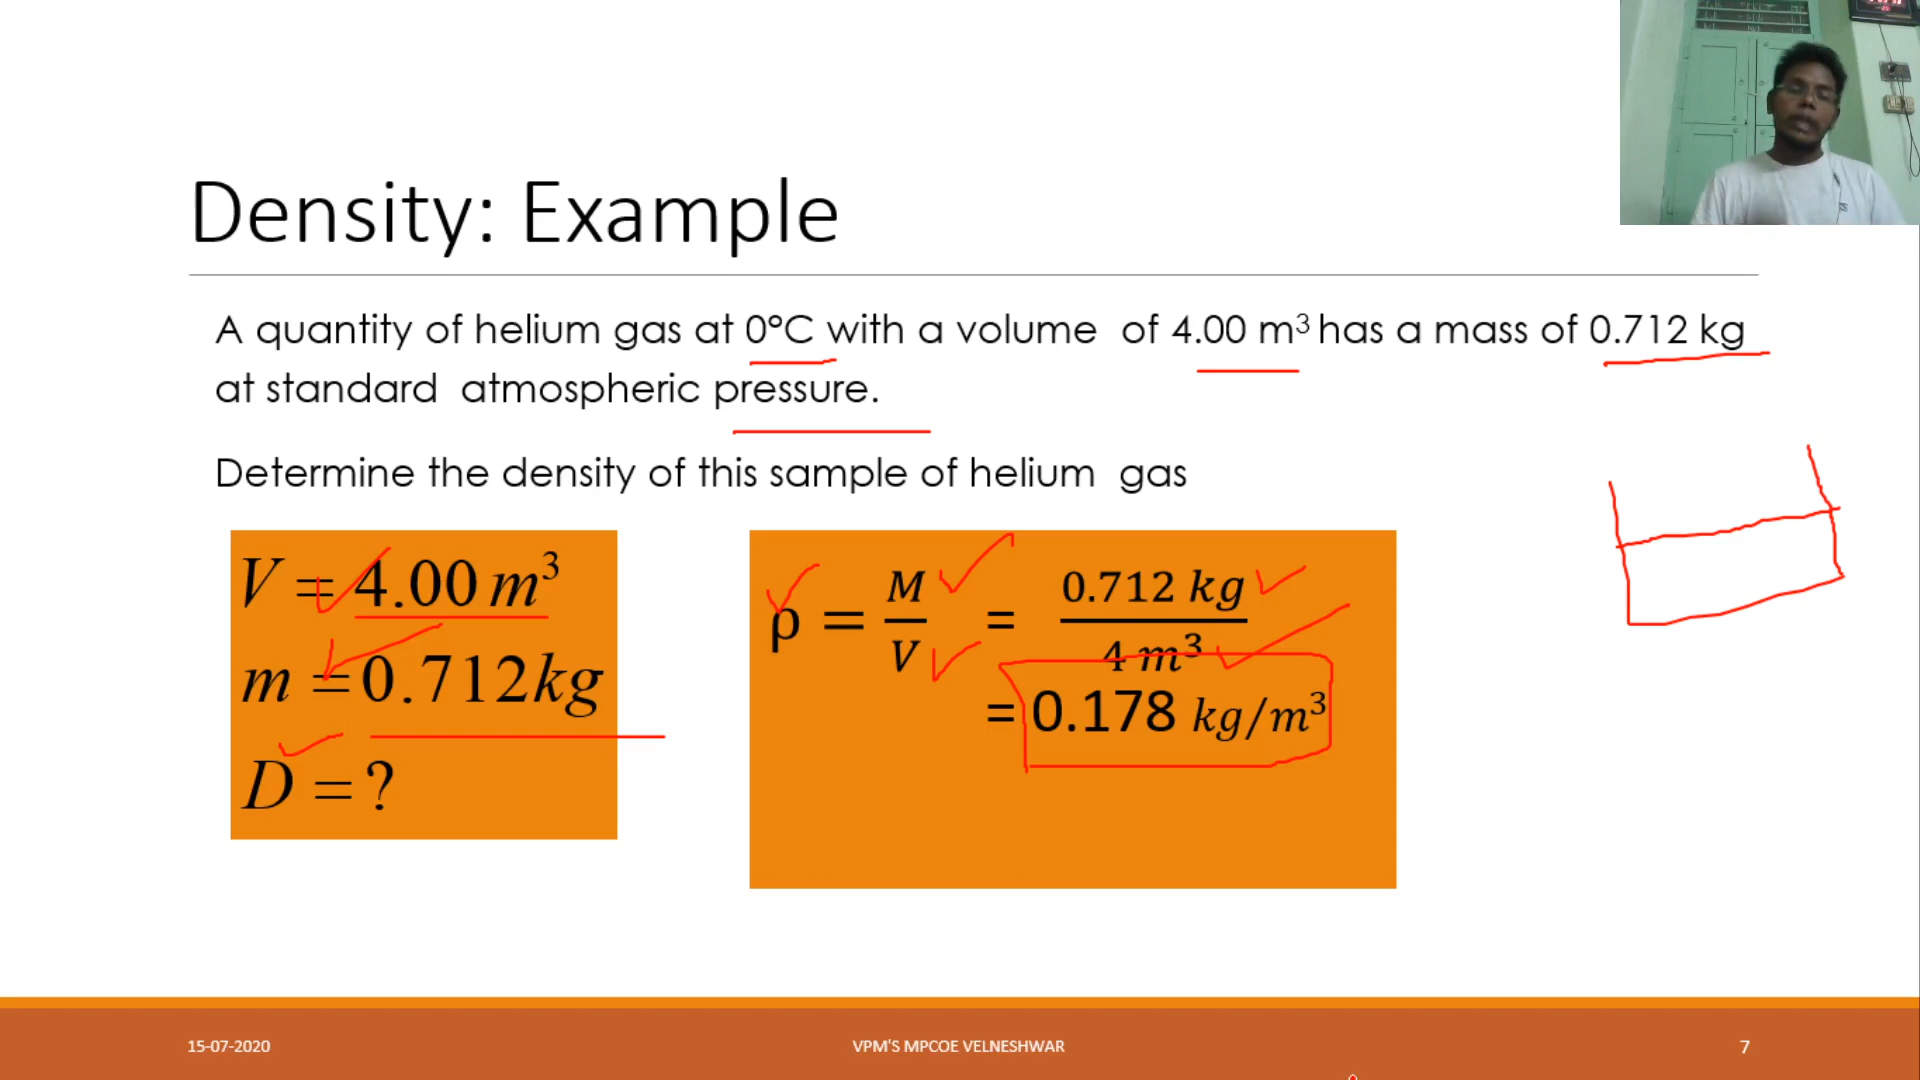 Density: Example
A quantity of helium gas at 0°C with a volume of 4.00 m³ has a mass of 0.712 kg
at standard atmospheric pressure.
Determine the density of this sample of helium gas
V = 4.00 m³
m = 0.712kg
D = ?
ρ = M/V = 0.712 kg / 4 m³
= 0.178 kg/m³
15-07-2020
VPM'S MPCOE VELNESHWAR
7